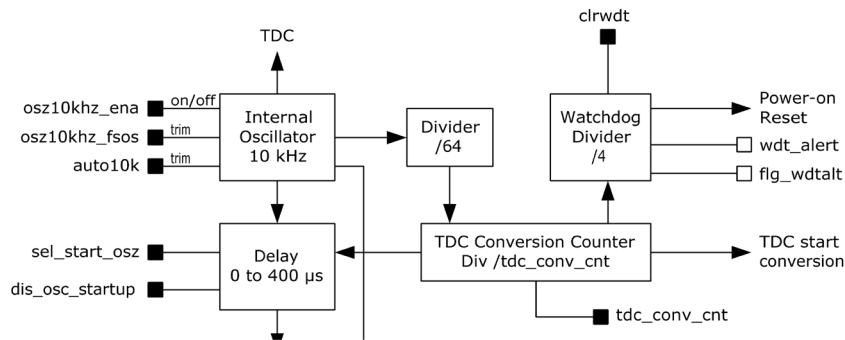 clrwdt
TDC
osz10khz_ena
on/off
osz10khz_fsos
trim
auto10k
trim
Internal
Oscillator
10 kHz
Divider
/64
Watchdog
Divider
/4
Power-on
Reset
wdt_alert
flg_wdtalt
sel_start_osz
dis_osc_startup
Delay
0 to 400 µs
TDC Conversion Counter
Div /tdc_conv_cnt
TDC start
conversion
tdc_conv_cnt